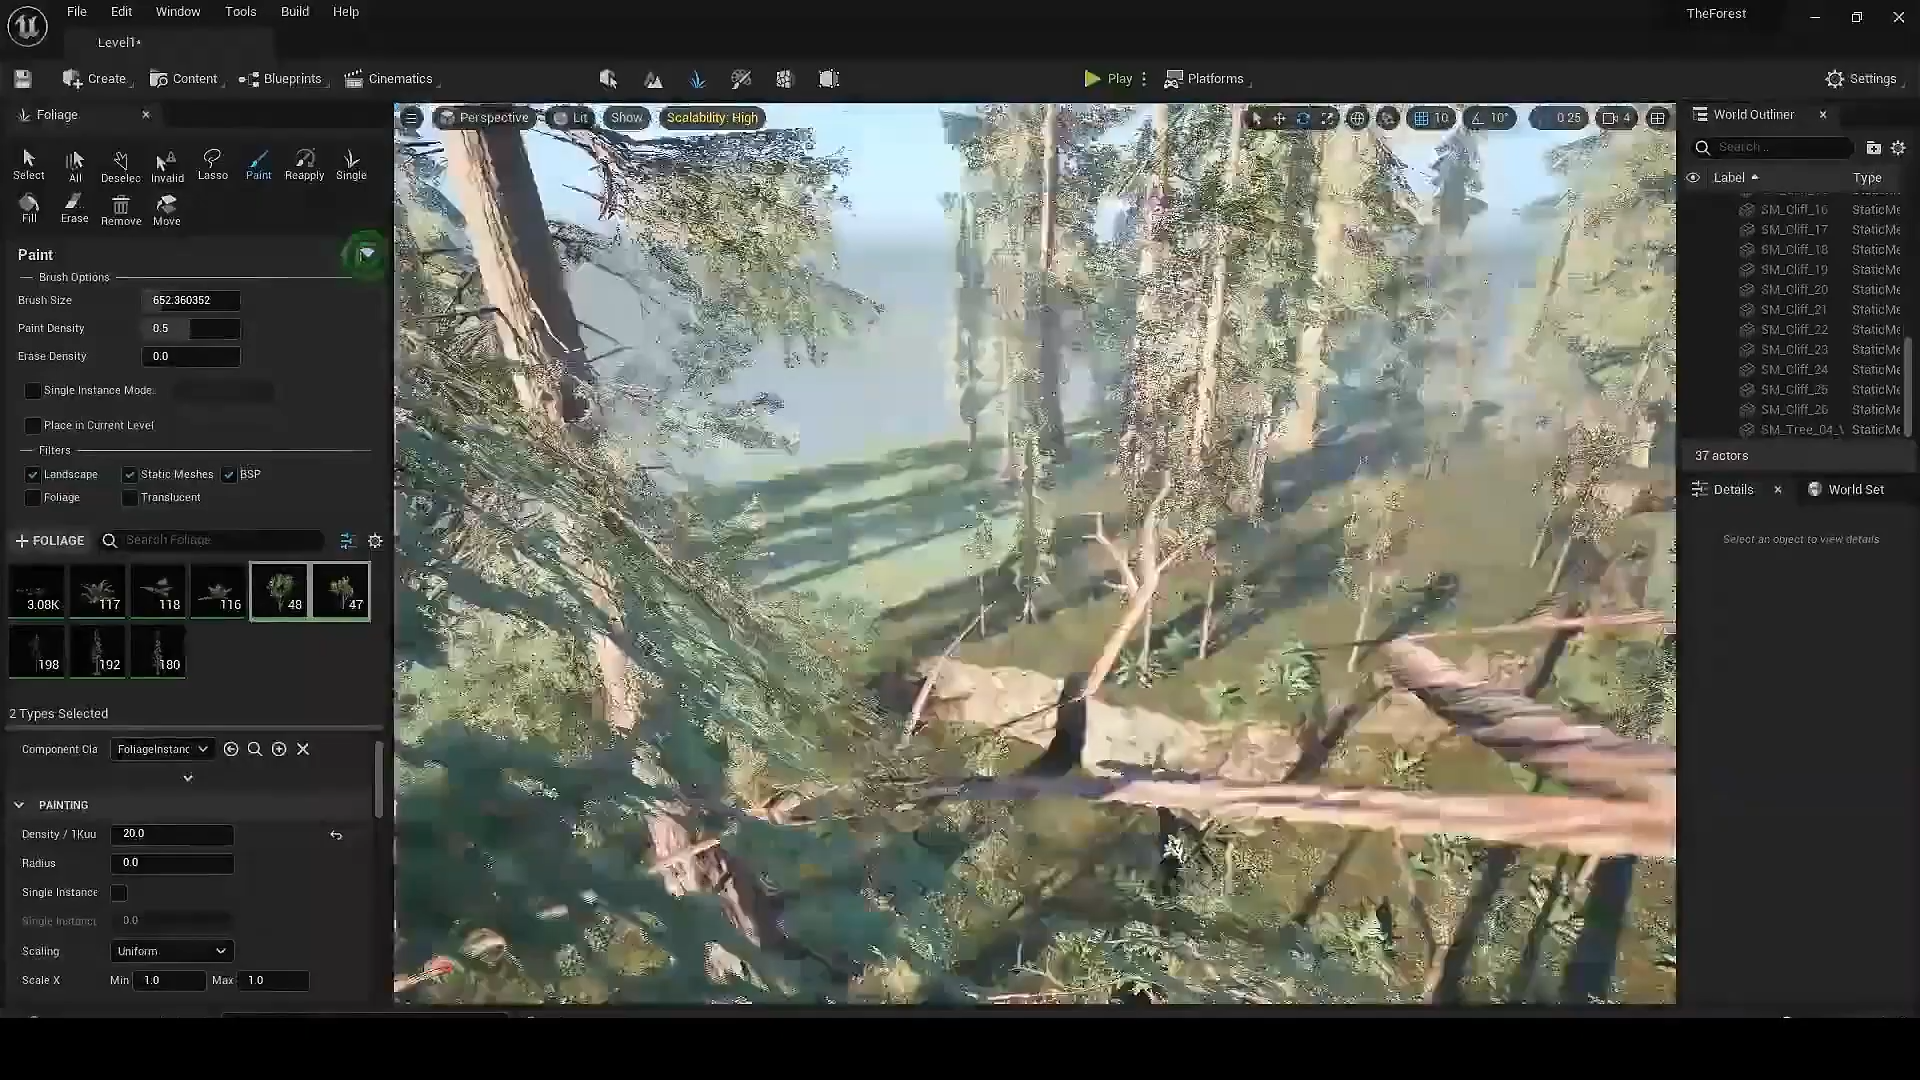 File Edit Window Tools Build Help
TheForest
Level1*
Create Content Blueprints Cinematics Play Platforms Settings
Foliage
Perspective Lit Show Scalability: High 10 10° 0.25 4
World Outliner
Search...
Label Type
Select All Deselec Invalid Lasso Paint Reapply Single
Fill Erase Remove Move
Paint
Brush Options
Brush Size 652.360352
Paint Density 0.5
Erase Density 0.0
Single Instance Mode:
Place in Current Level
Filters
Landscape Static Meshes BSP
Foliage Translucent
FOLIAGE Search Foliage
3.08K 117 118 116 48 47
198 192 180
2 Types Selected
Component Cla FoliageInstanc
PAINTING
Density / 1Kuu 20.0
Radius 0.0
Single Instance
Single Instanc 0.0
Scaling Uniform
Scale X Min 1.0 Max 1.0
SM_Cliff_16 StaticMe
SM_Cliff_17 StaticMe
SM_Cliff_18 StaticMe
SM_Cliff_19 StaticMe
SM_Cliff_20 StaticMe
SM_Cliff_21 StaticMe
SM_Cliff_22 StaticMe
SM_Cliff_23 StaticMe
SM_Cliff_24 StaticMe
SM_Cliff_25 StaticMe
SM_Cliff_26 StaticMe
SM_Tree_04_V StaticMe
37 actors
Details World Set
Select an object to view details